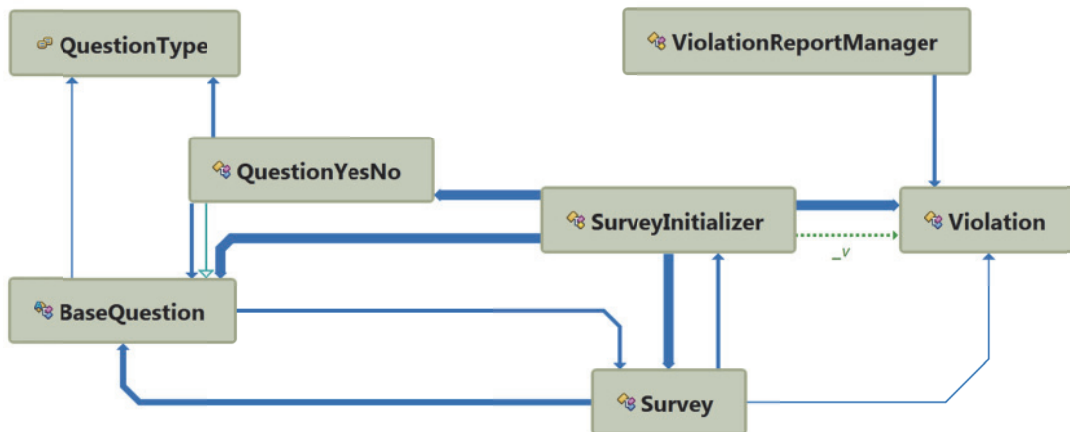 QuestionType
ViolationReportManager
QuestionYesNo
SurveyInitializer
Violation
_v
BaseQuestion
Survey